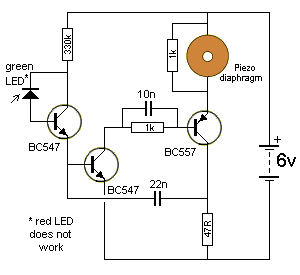 330k
green
LED*
1k
Piezo
diaphragm
10n
1k
BC547
BC557
BC547
22n
+
6v
47R
* red LED
does not
work